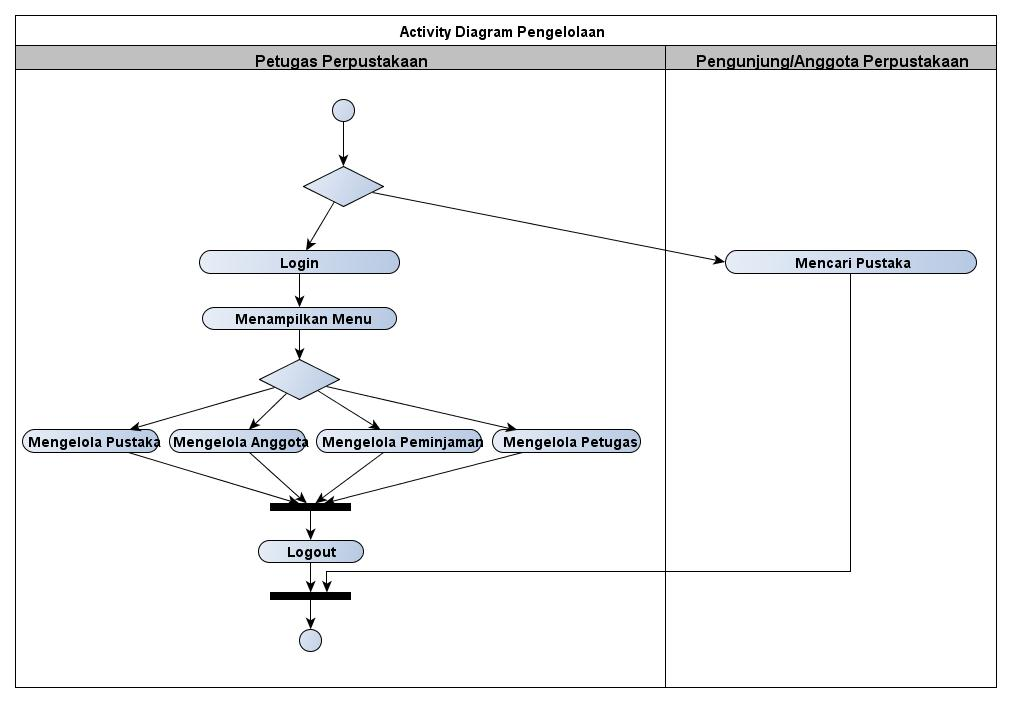 Activity Diagram Pengelolaan
Petugas Perpustakaan
Pengunjung/Anggota Perpustakaan
Login
Mencari Pustaka
Menampilkan Menu
Mengelola Pustaka
Mengelola Anggota
Mengelola Peminjaman
Mengelola Petugas
Logout